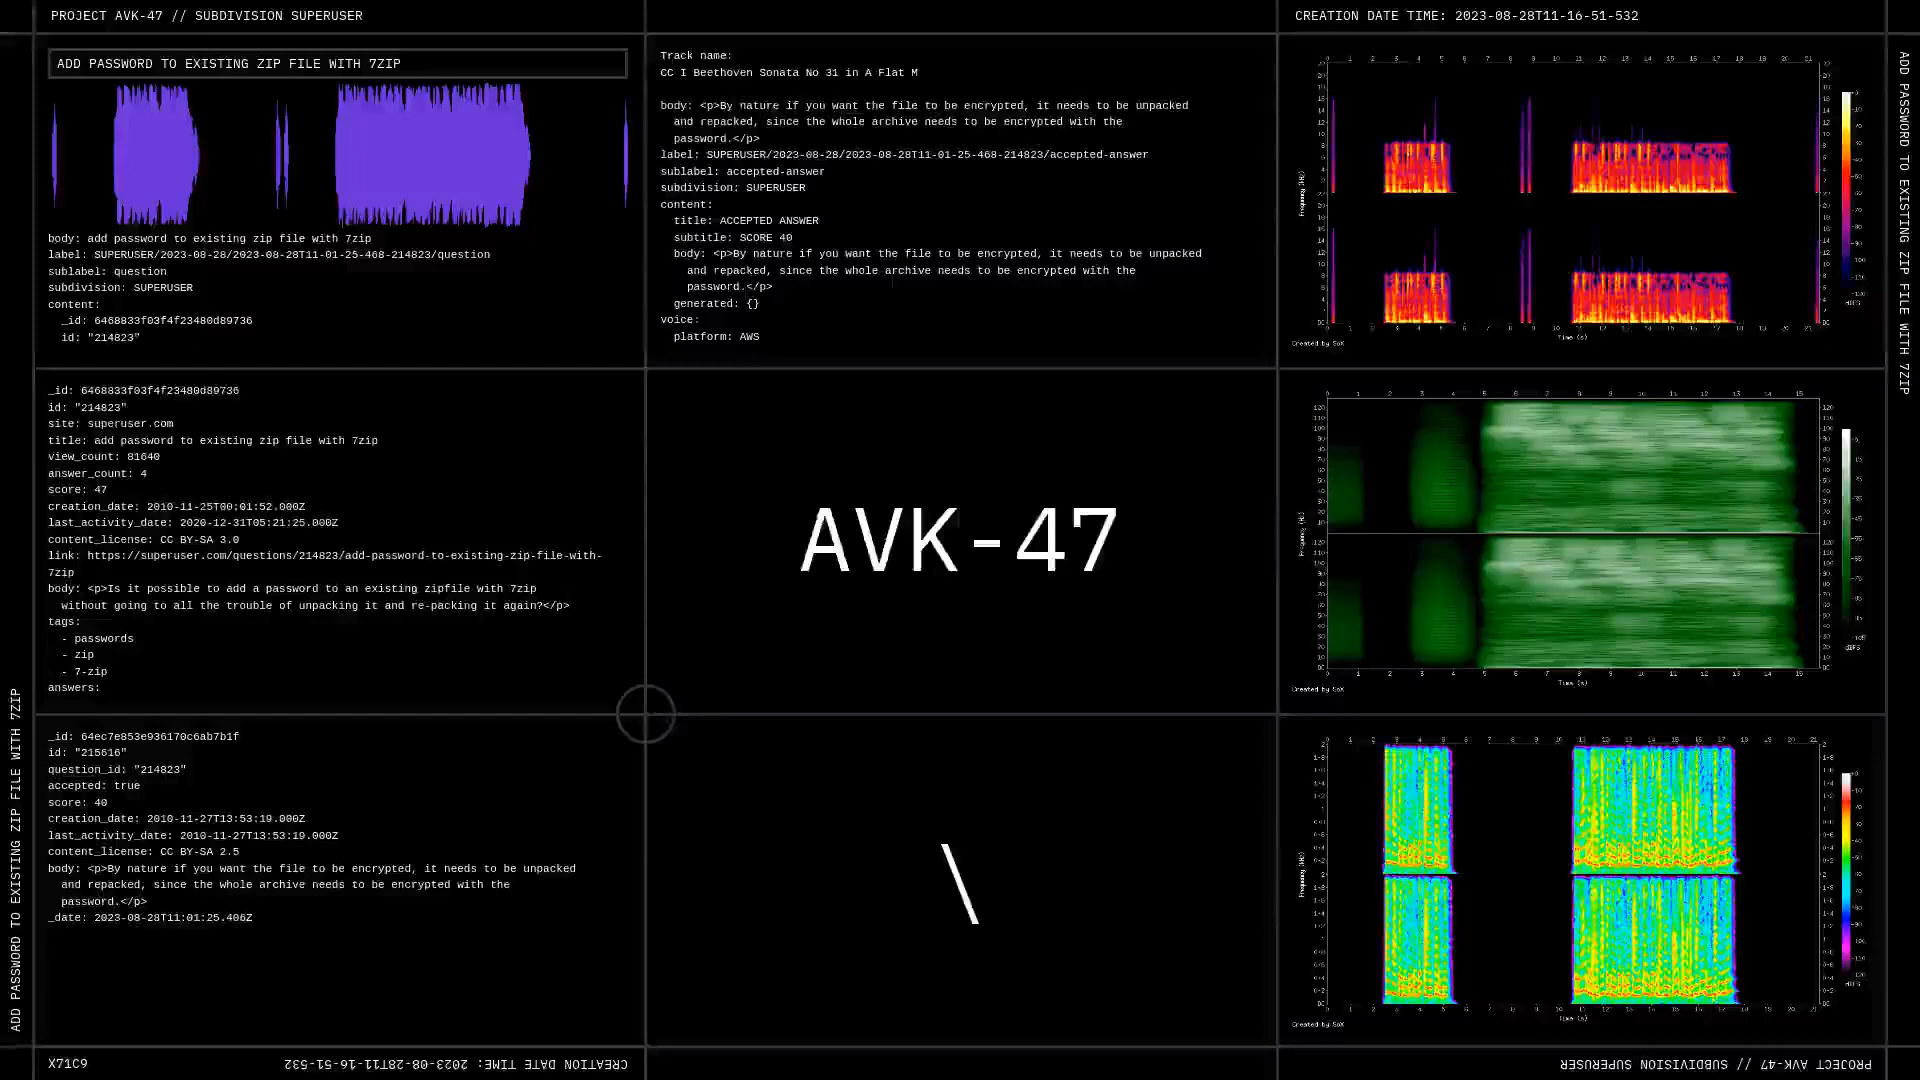 PROJECT AVK-47 // SUBDIVISION SUPERUSER
CREATION DATE TIME: 2023-08-28T11-16-51-532
ADD PASSWORD TO EXISTING ZIP FILE WITH 7ZIP
body: add password to existing zip file with 7zip
label: SUPERUSER/2023-08-28/2023-08-28T11-01-25-468-214823/question
sublabel: question
subdivision: SUPERUSER
content:
_id: 6468833f03f4f23480d89736
id: "214823"
Track name:
CC I Beethoven Sonata No 31 in A Flat M
body: <p>By nature if you want the file to be encrypted, it needs to be unpacked
and repacked, since the whole archive needs to be encrypted with the
password.</p>
label: SUPERUSER/2023-08-28/2023-08-28T11-01-25-468-214823/accepted-answer
sublabel: accepted-answer
subdivision: SUPERUSER
content:
title: ACCEPTED ANSWER
subtitle: SCORE 40
body: <p>By nature if you want the file to be encrypted, it needs to be unpacked
and repacked, since the whole archive needs to be encrypted with the
password.</p>
generated: {}
voice:
platform: AWS
Frequency (kHz)
Time (s)
dBFS
Created by SoX
ADD PASSWORD TO EXISTING ZIP FILE WITH 7ZIP
_id: 6468833f03f4f23480d89736
id: "214823"
site: superuser.com
title: add password to existing zip file with 7zip
view_count: 81640
answer_count: 4
score: 47
creation_date: 2010-11-25T00:01:52.000Z
last_activity_date: 2020-12-31T05:21:25.000Z
content_license: CC BY-SA 3.0
link: https://superuser.com/questions/214823/add-password-to-existing-zip-file-with-
7zip
body: <p>Is it possible to add a password to an existing zipfile with 7zip
without going to all the trouble of unpacking it and re-packing it again?</p>
tags:
- passwords
- zip
- 7-zip
answers:
AVK-47
Frequency (Hz)
Time (s)
dBFS
Created by SoX
ADD PASSWORD TO EXISTING ZIP FILE WITH 7ZIP
_id: 64ec7e853e936170c6ab7b1f
id: "215616"
question_id: "214823"
accepted: true
score: 40
creation_date: 2010-11-27T13:53:19.000Z
last_activity_date: 2010-11-27T13:53:19.000Z
content_license: CC BY-SA 2.5
body: <p>By nature if you want the file to be encrypted, it needs to be unpacked
and repacked, since the whole archive needs to be encrypted with the
password.</p>
_date: 2023-08-28T11:01:25.406Z
\
Frequency (kHz)
Time (s)
dBFS
Created by SoX
X71C9
CREATION DATE TIME: 2023-08-28T11-16-51-532
PROJECT AVK-47 // SUBDIVISION SUPERUSER